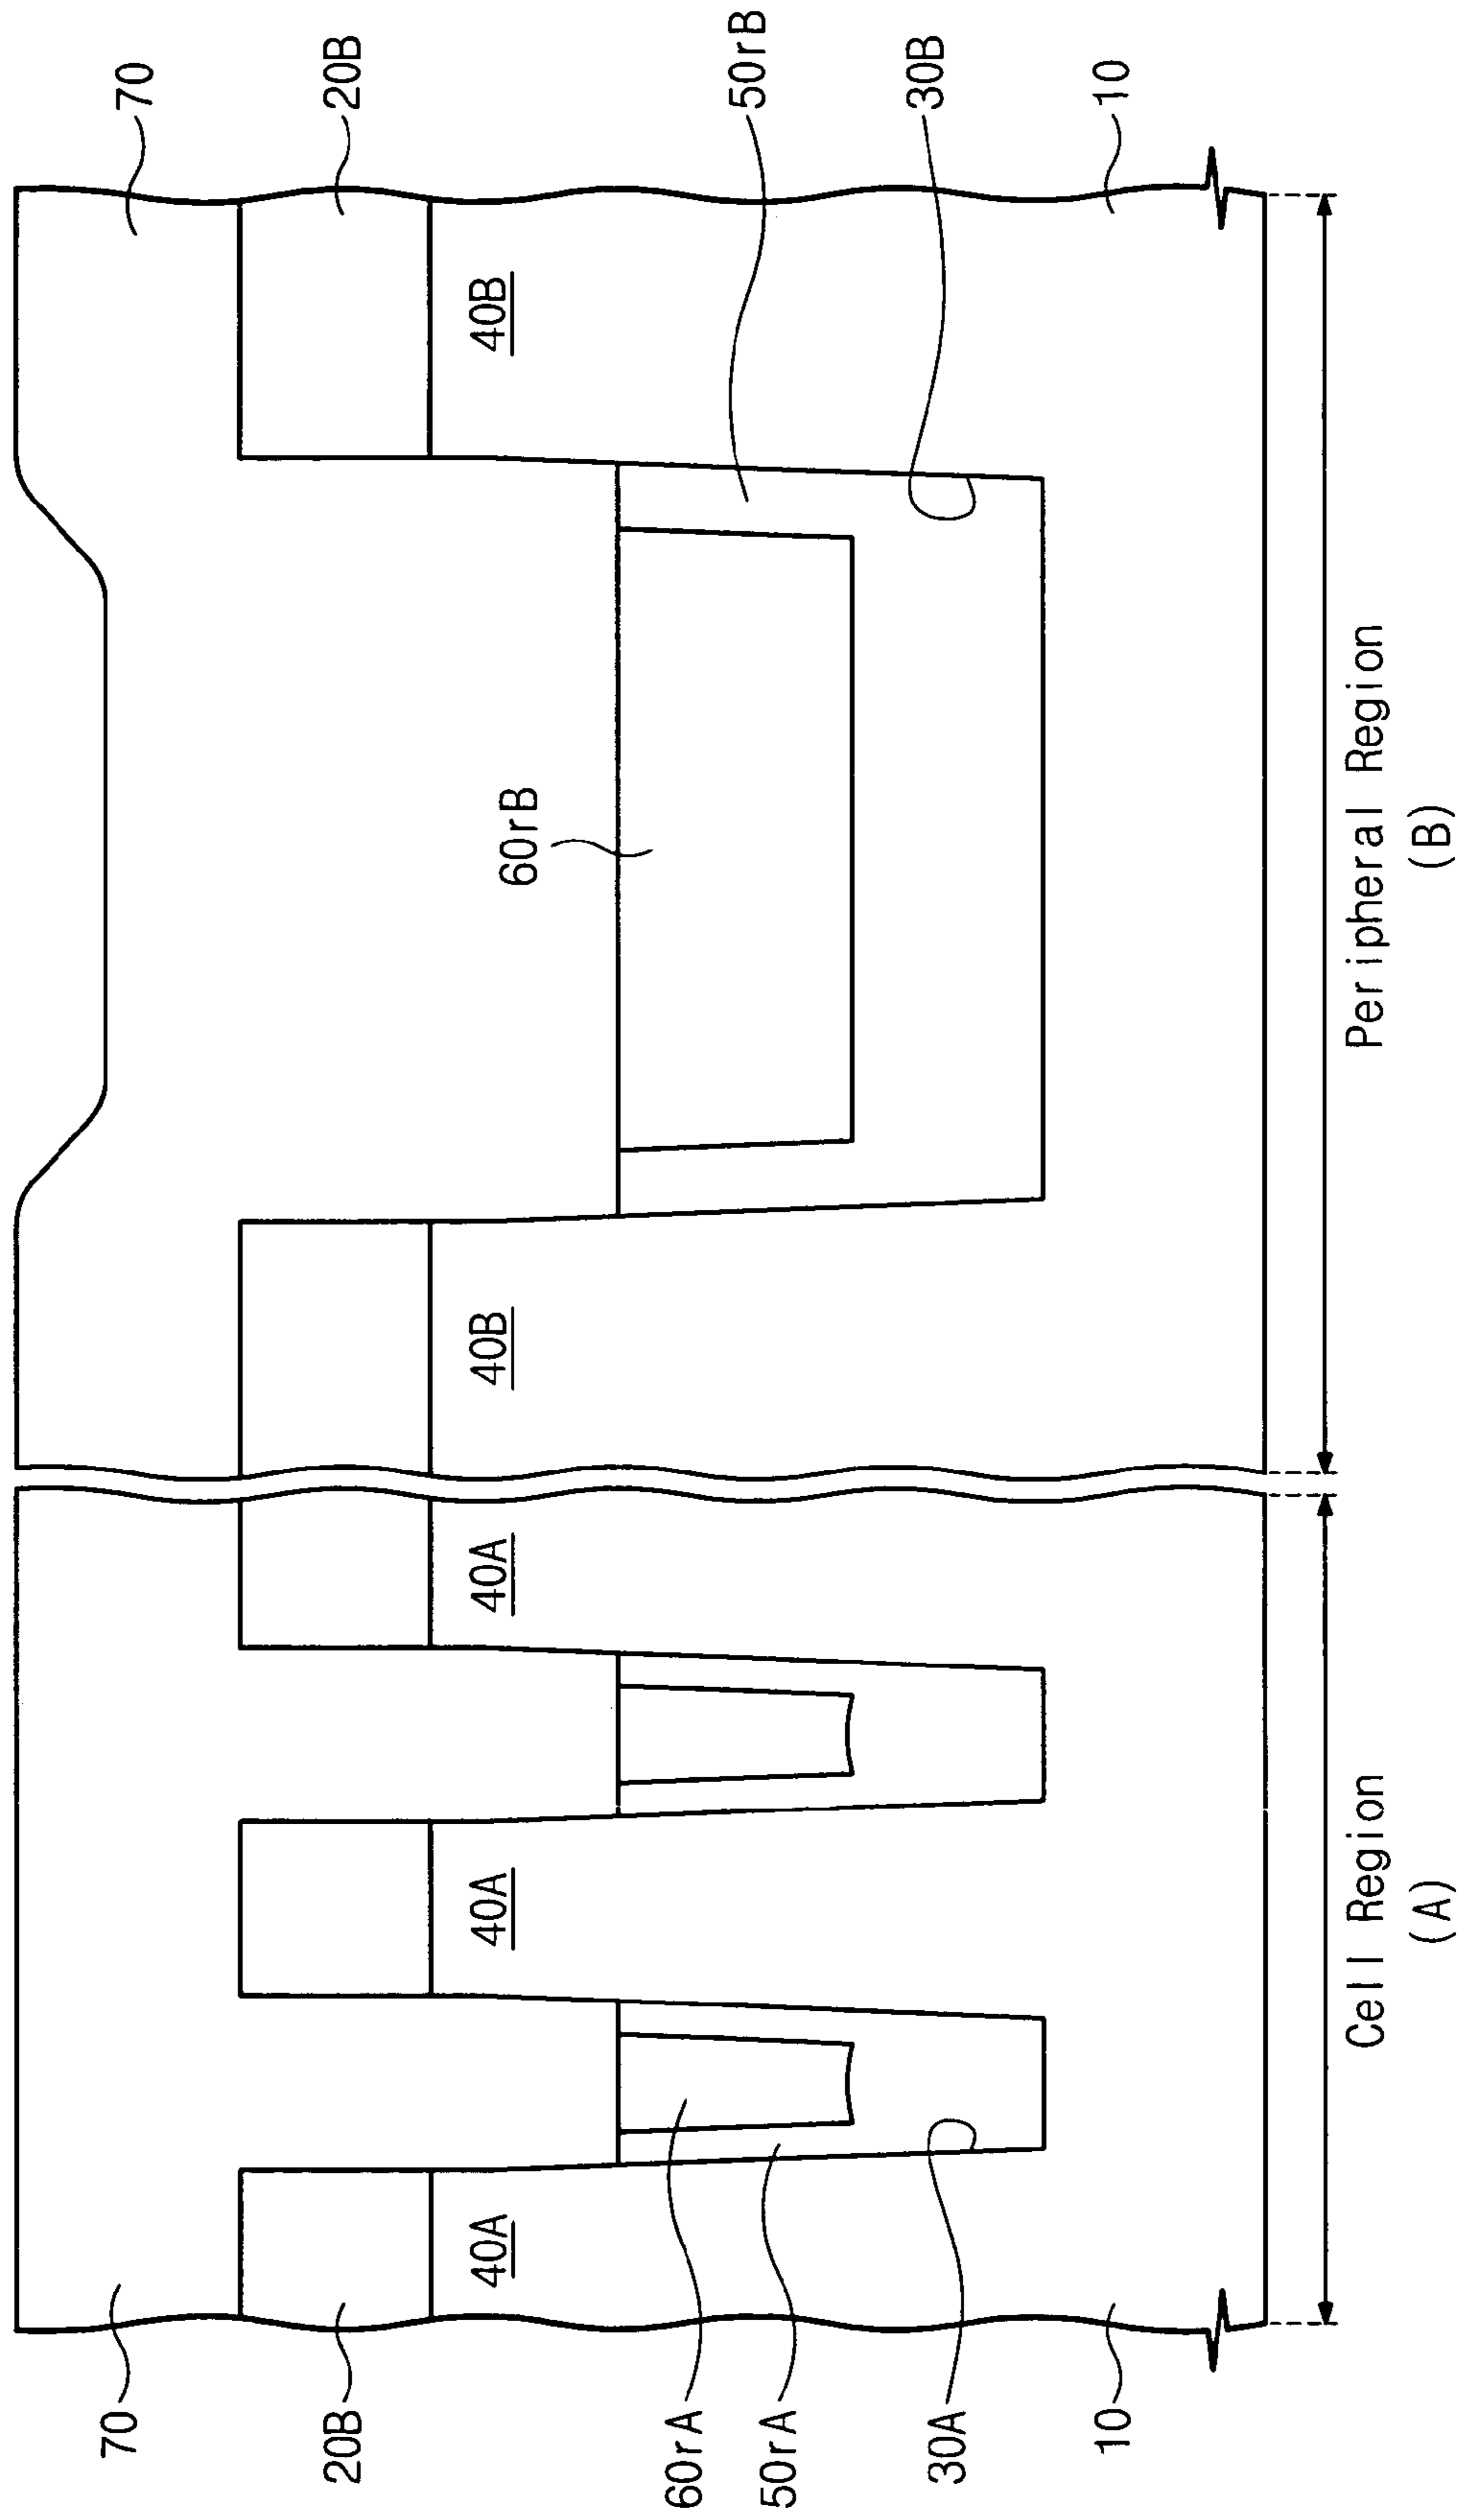 70
20B
60rA
50rA
30A
10
40A
40A
40A
40B
40B
60rB
70
20B
50rB
30B
10
Cell Region
(A)
Peripheral Region
(B)